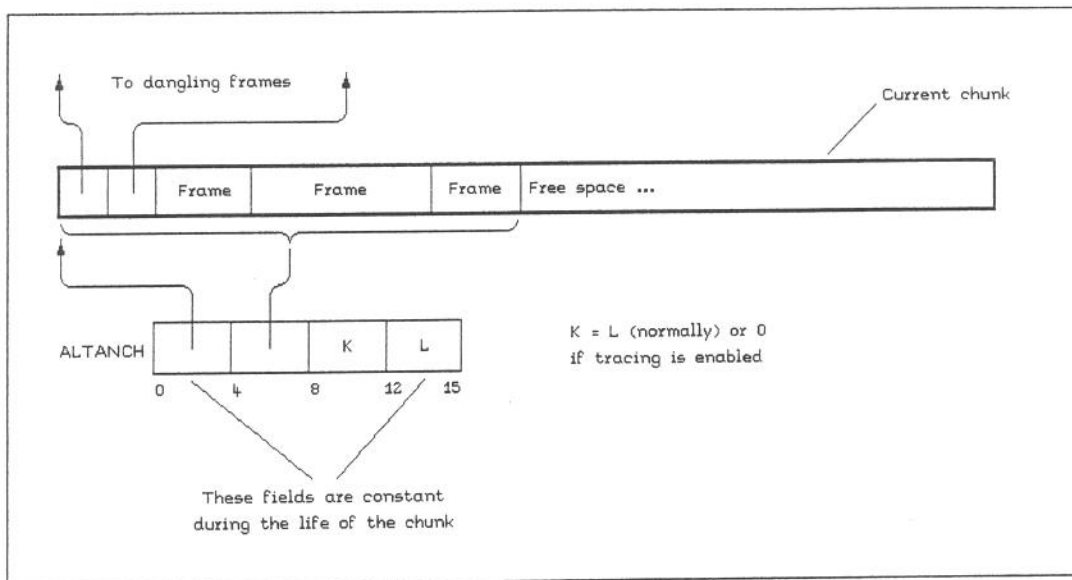 To dangling frames
Current chunk
Frame Frame Frame Free space ...
ALTANCH K L
0 4 8 12 15
K = L (normally) or 0
if tracing is enabled
These fields are constant
during the life of the chunk